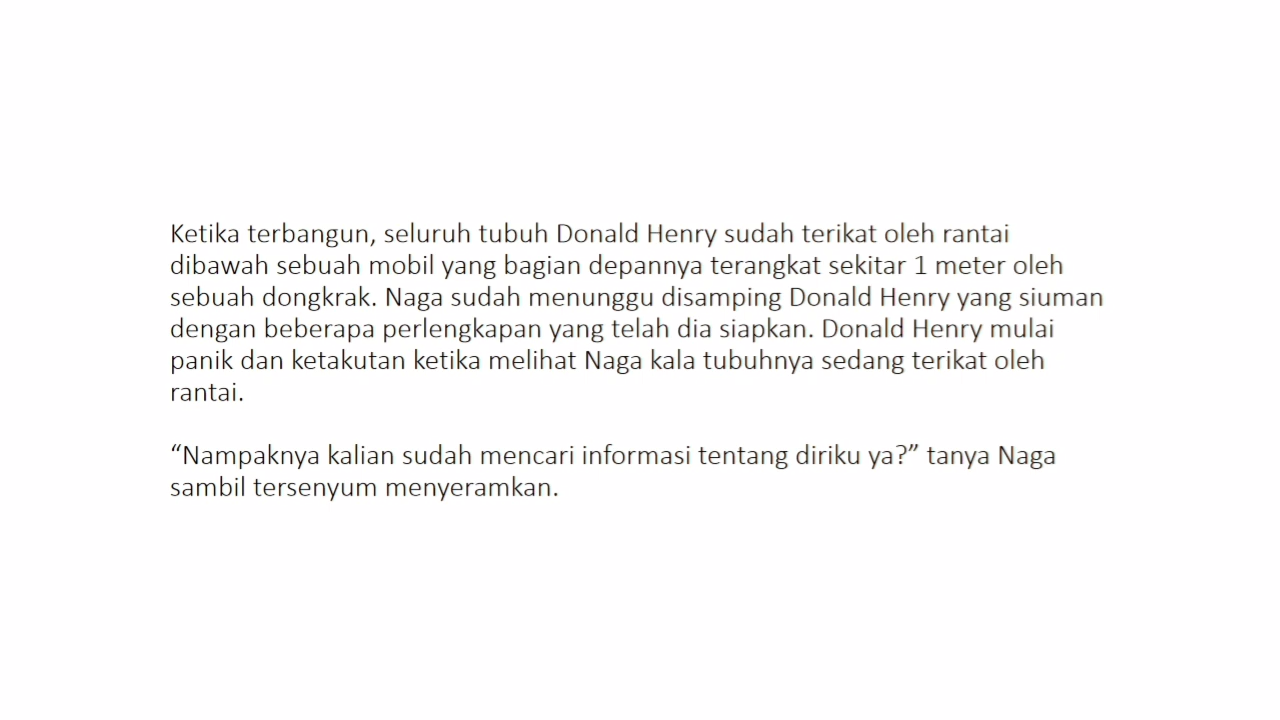 Ketika terbangun, seluruh tubuh Donald Henry sudah terikat oleh rantai
dibawah sebuah mobil yang bagian depannya terangkat sekitar 1 meter oleh
sebuah dongkrak. Naga sudah menunggu disamping Donald Henry yang siuman
dengan beberapa perlengkapan yang telah dia siapkan. Donald Henry mulai
panik dan ketakutan ketika melihat Naga kala tubuhnya sedang terikat oleh
rantai.
“Nampaknya kalian sudah mencari informasi tentang diriku ya?” tanya Naga
sambil tersenyum menyeramkan.